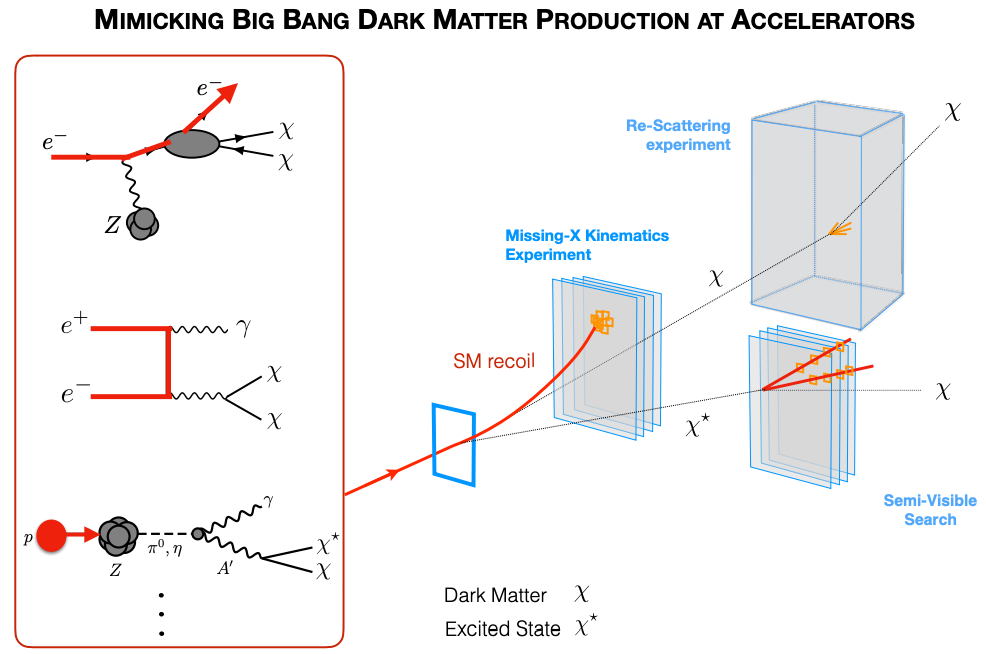 MIMICKING BIG BANG DARK MATTER PRODUCTION AT ACCELERATORS
e⁻
e⁻
χ
χ
Z
e⁺
γ
e⁻
χ
χ
p
Z
π⁰, η
A′
γ
χ⋆
χ
Re-Scattering
experiment
χ
Missing-X Kinematics
Experiment
χ
SM recoil
χ⋆
χ
Semi-Visible
Search
Dark Matter χ
Excited State χ⋆